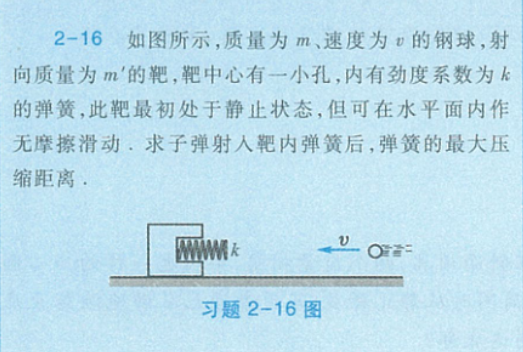 2-16 如图所示,质量为 m、速度为 v 的钢球,射
向质量为 m′的靶,靶中心有一小孔,内有劲度系数为 k
的弹簧,此靶最初处于静止状态,但可在水平面内作
无摩擦滑动.求子弹射入靶内弹簧后,弹簧的最大压
缩距离.
k v
习题 2-16 图